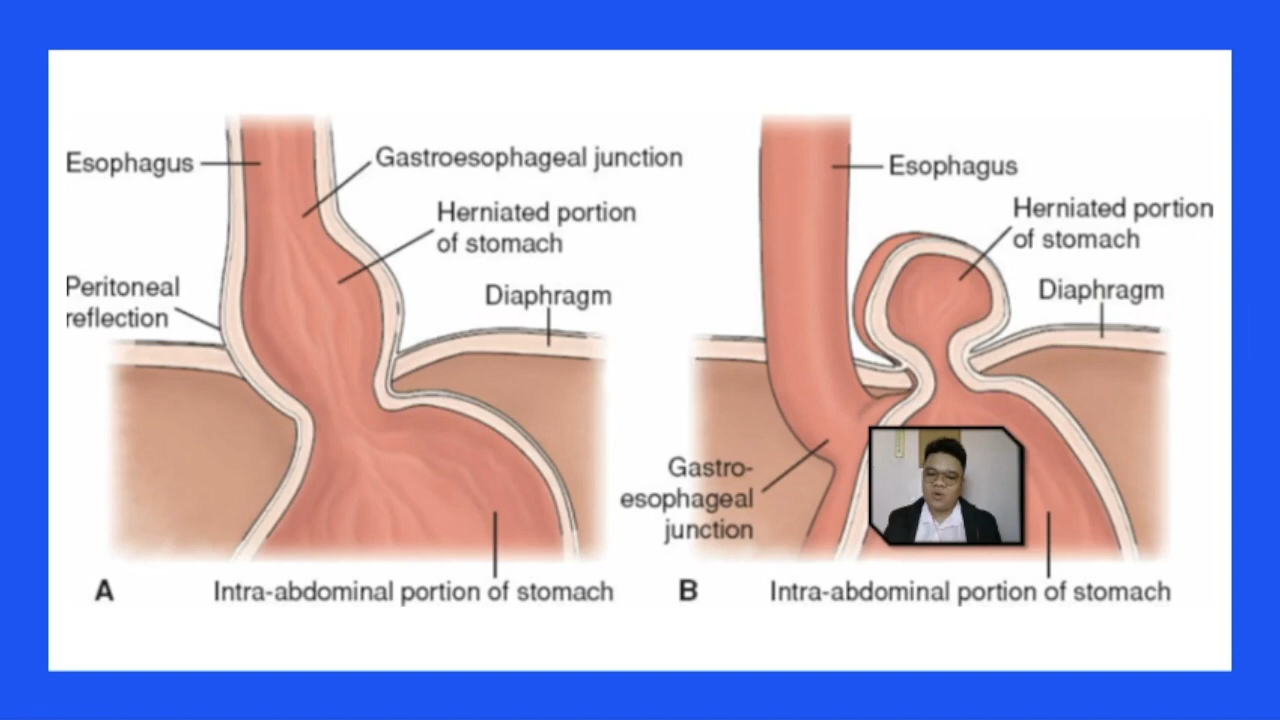 Esophagus
Gastroesophageal junction
Herniated portion
of stomach
Peritoneal
reflection
Diaphragm
A
Intra-abdominal portion of stomach
Esophagus
Herniated portion
of stomach
Diaphragm
Gastro-
esophageal
junction
B
Intra-abdominal portion of stomach